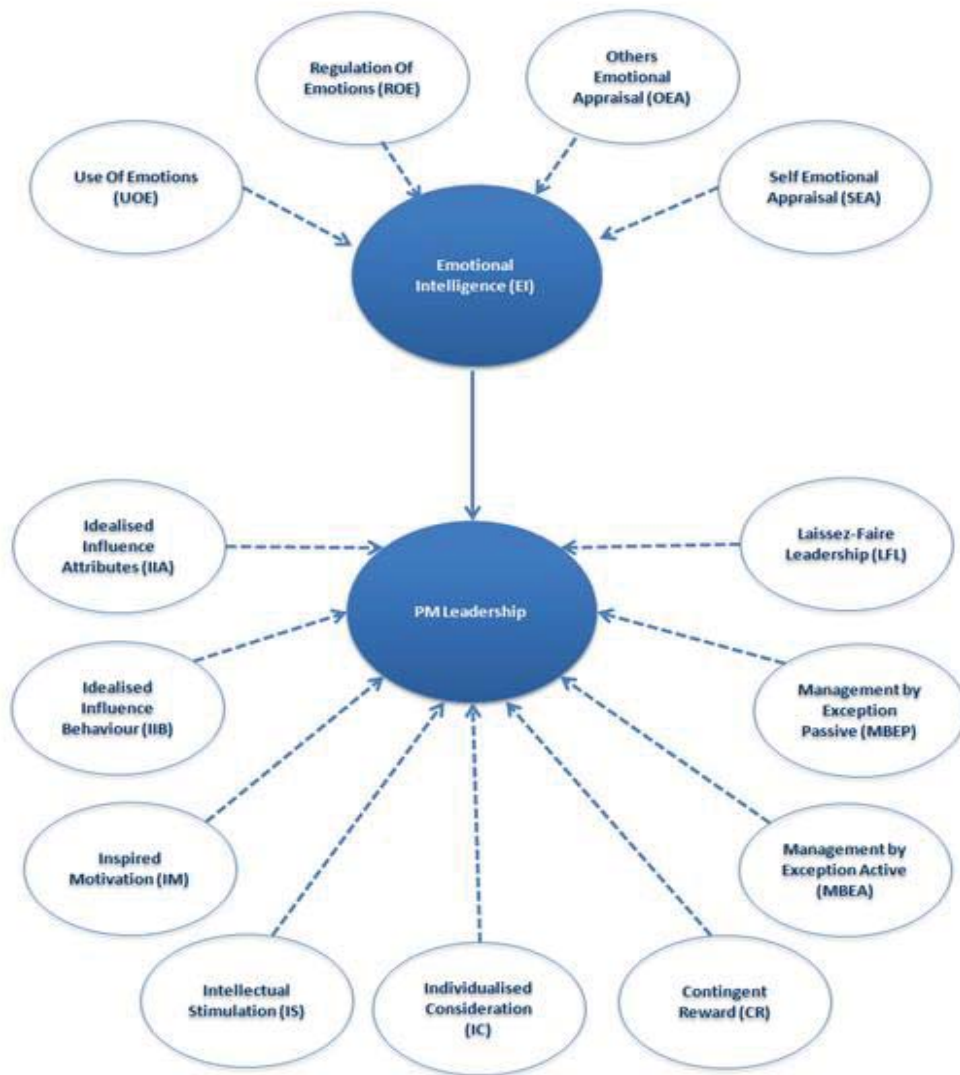 Regulation Of
Emotions (ROE)
Others
Emotional
Appraisal (OEA)
Use Of Emotions
(UOE)
Self Emotional
Appraisal (SEA)
Emotional
Intelligence (EI)
Idealised
Influence
Attributes (IIA)
Laissez-Faire
Leadership (LFL)
PM Leadership
Idealised
Influence
Behaviour (IIB)
Management by
Exception
Passive (MBEP)
Inspired
Motivation (IM)
Management by
Exception Active
(MBEA)
Intellectual
Stimulation (IS)
Individualised
Consideration
(IC)
Contingent
Reward (CR)